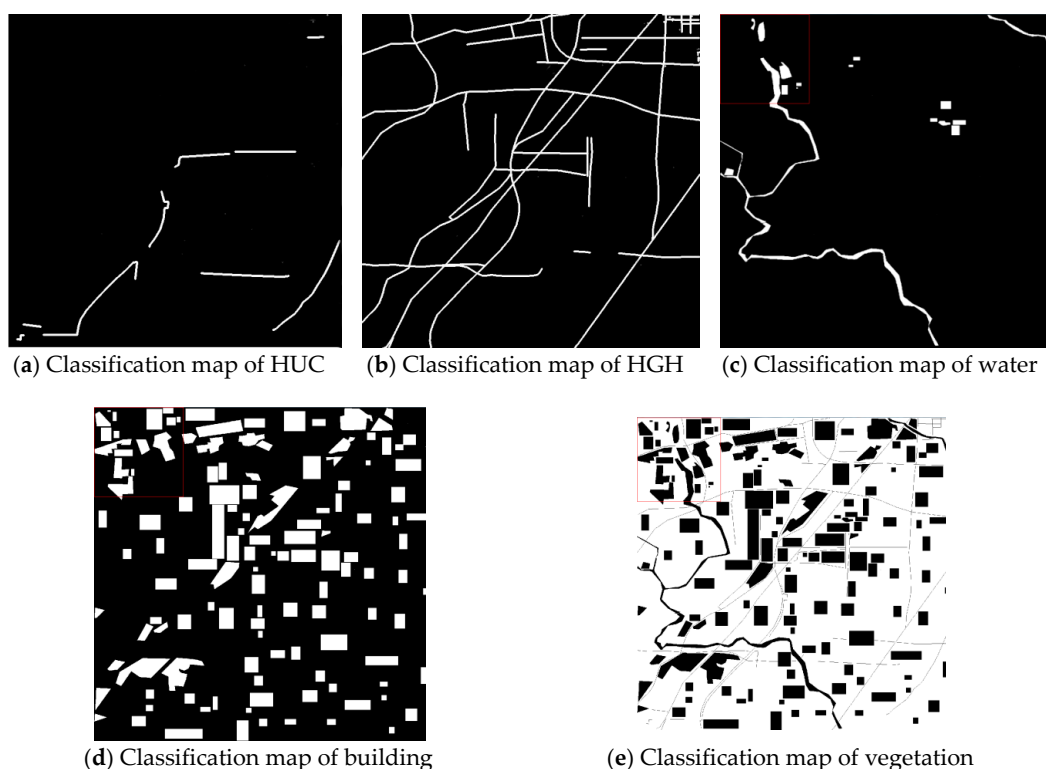 (a) Classification map of HUC
(b) Classification map of HGH
(c) Classification map of water
(d) Classification map of building
(e) Classification map of vegetation